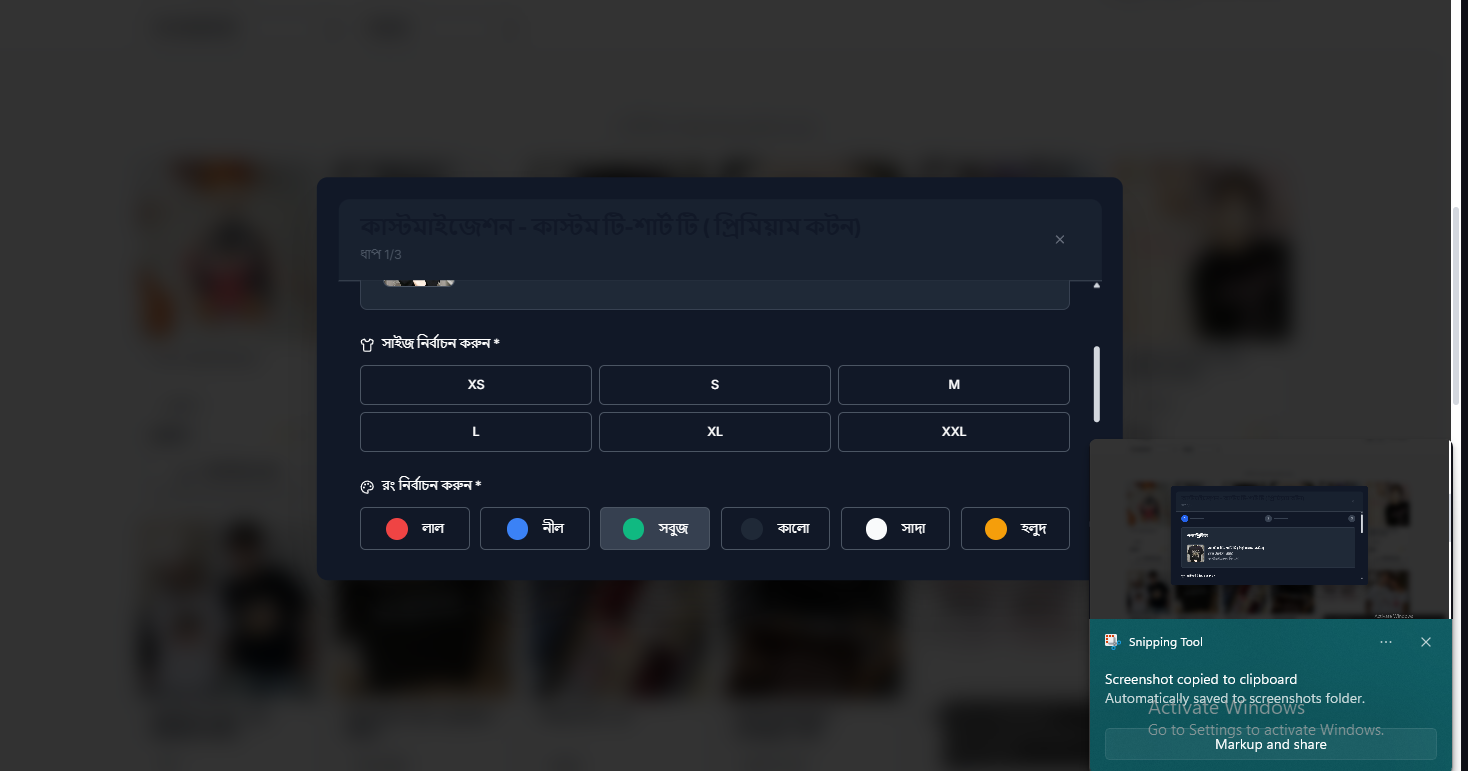 কাস্টমাইজেশন - কাস্টম টি-শার্ট টি ( প্রিমিয়াম কটন)
ধাপ 1/3
সাইজ নির্বাচন করুন *
XS
S
M
L
XL
XXL
রং নির্বাচন করুন *
লাল
নীল
সবুজ
কালো
সাদা
হলুদ
Activate Windows
Snipping Tool
Screenshot copied to clipboard
Automatically saved to screenshots folder.
Activate Windows
Go to Settings to activate Windows.
Markup and share